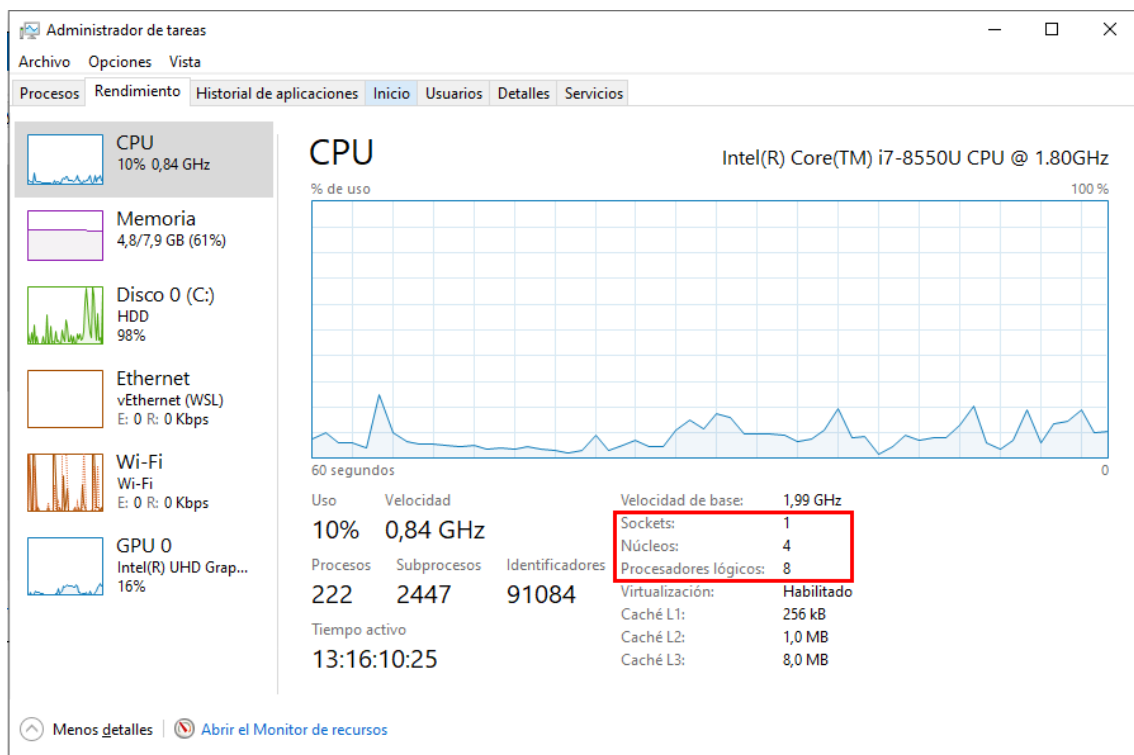 Administrador de tareas
Archivo Opciones Vista
Procesos Rendimiento Historial de aplicaciones Inicio Usuarios Detalles Servicios
CPU
10% 0,84 GHz
Memoria
4,8/7,9 GB (61%)
Disco 0 (C:)
HDD
98%
Ethernet
vEthernet (WSL)
E: 0 R: 0 Kbps
Wi-Fi
Wi-Fi
E: 0 R: 0 Kbps
GPU 0
Intel(R) UHD Grap...
16%
CPU Intel(R) Core(TM) i7-8550U CPU @ 1.80GHz
% de uso 100 %
60 segundos 0
Uso Velocidad
10% 0,84 GHz
Procesos Subprocesos Identificadores
222 2447 91084
Tiempo activo
13:16:10:25
Velocidad de base: 1,99 GHz
Sockets: 1
Núcleos: 4
Procesadores lógicos: 8
Virtualización: Habilitado
Caché L1: 256 kB
Caché L2: 1,0 MB
Caché L3: 8,0 MB
Menos detalles Abrir el Monitor de recursos